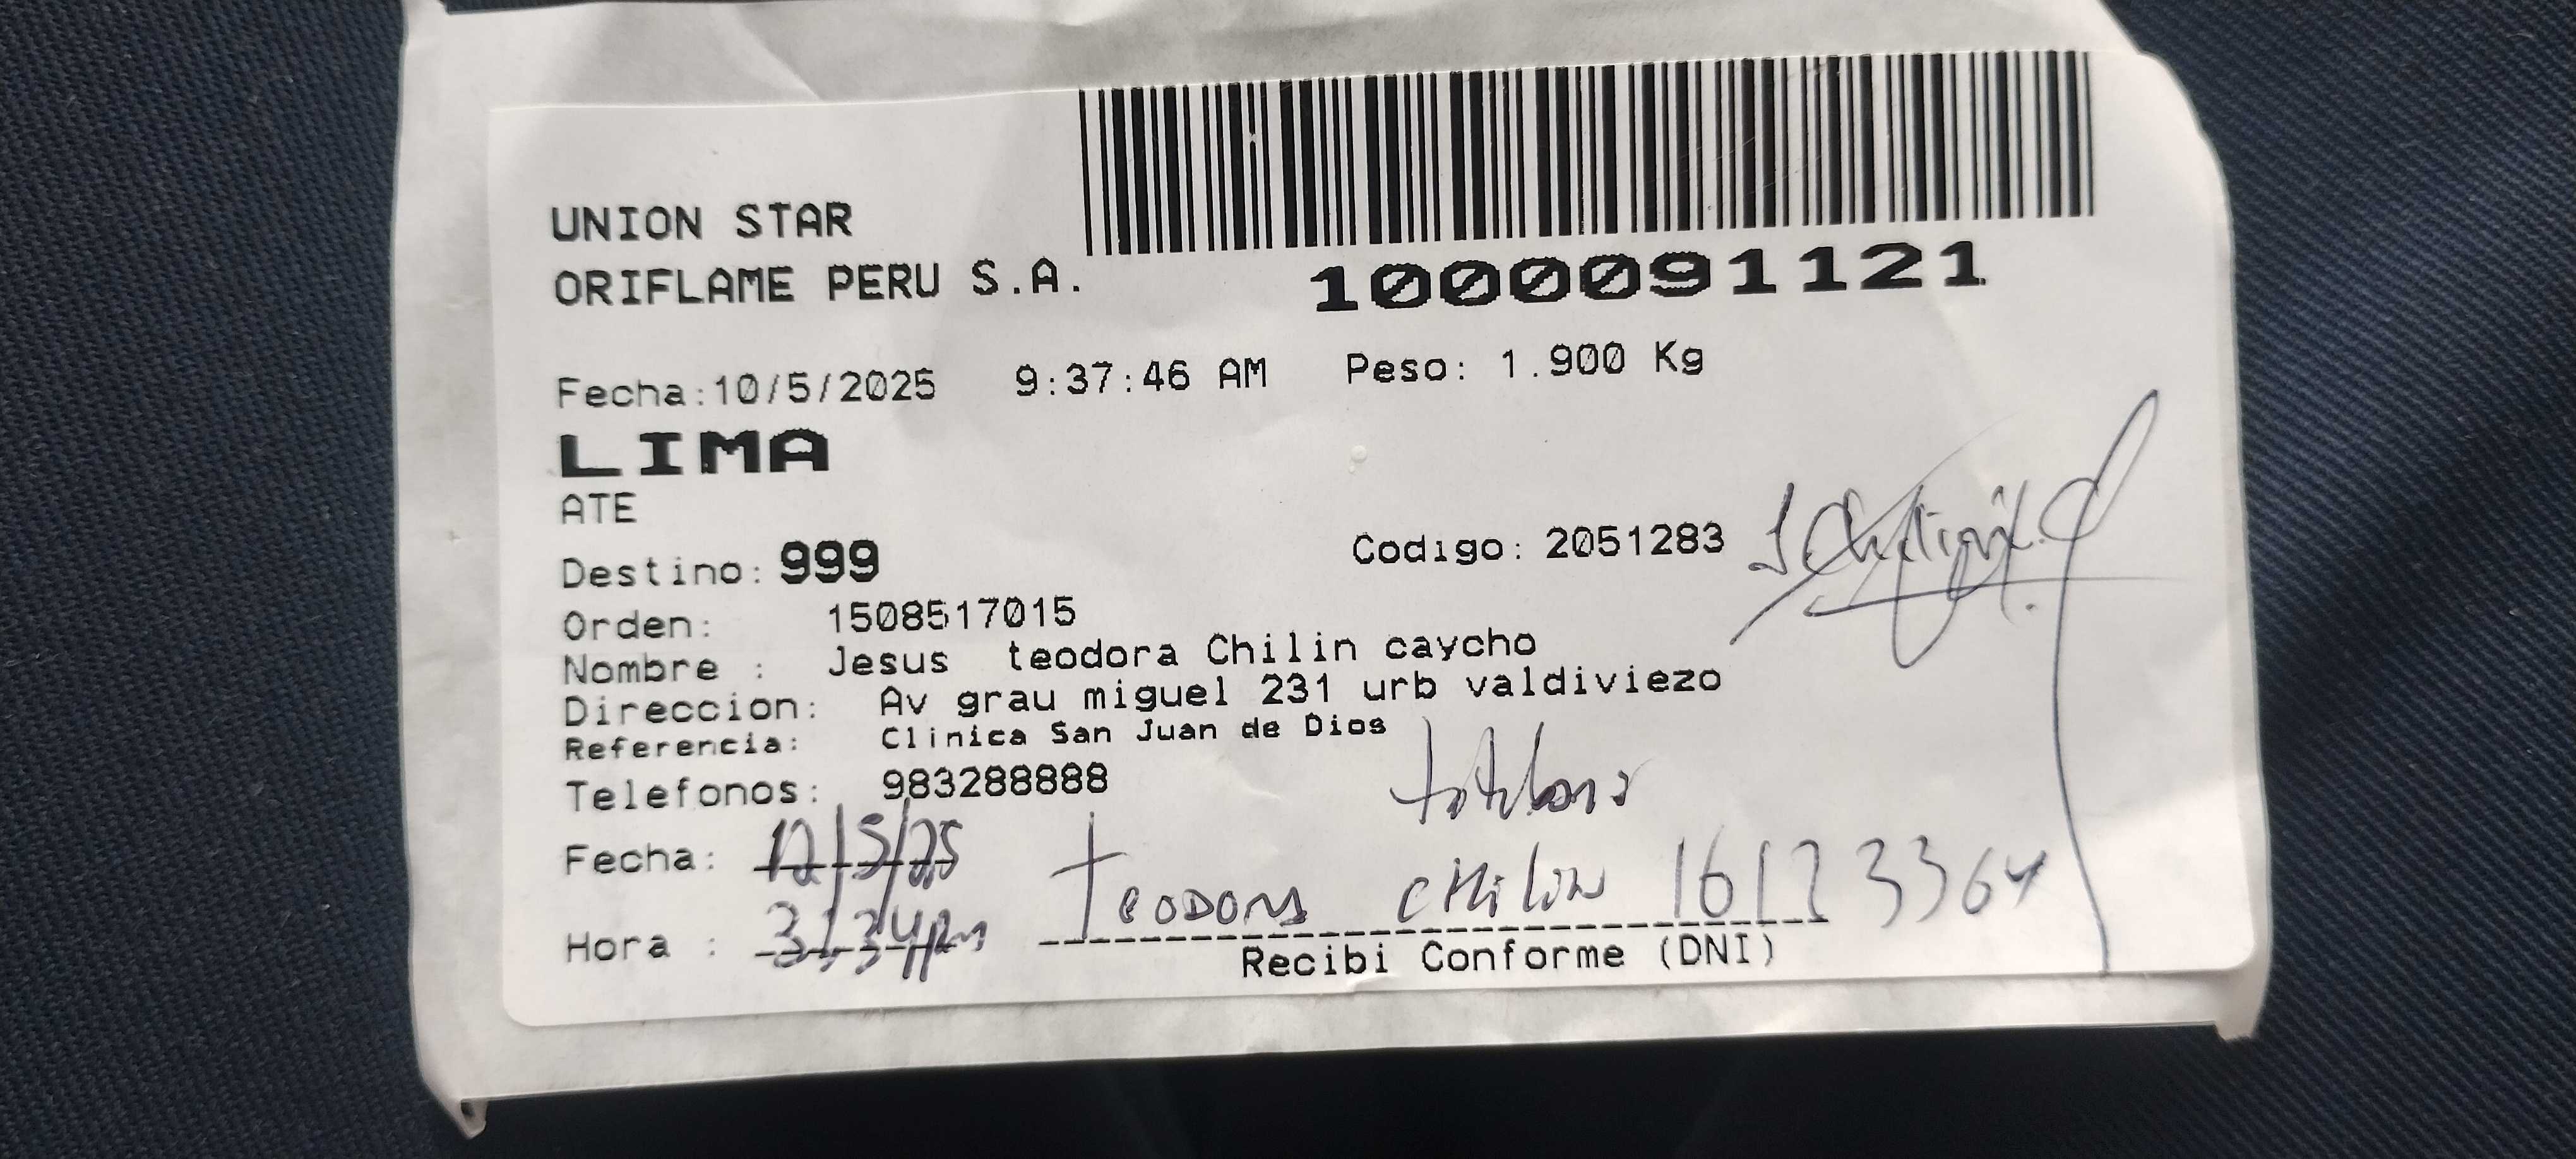 UNION STAR
ORIFLAME PERU S.A.
1000091121
Fecha:10/5/2025 9:37:46 AM Peso: 1.900 Kg
LIMA
ATE
Destino: 999 Codigo: 2051283
Orden: 1508517015
Nombre : Jesus teodora Chilin caycho
Direccion: Av grau miguel 231 urb valdiviezo
Referencia: Clinica San Juan de Dios
Telefonos: 983288888
Fecha: 12/5/25
Hora : 3:34pm
Teodora CHilin 16123364
Recibi Conforme (DNI)